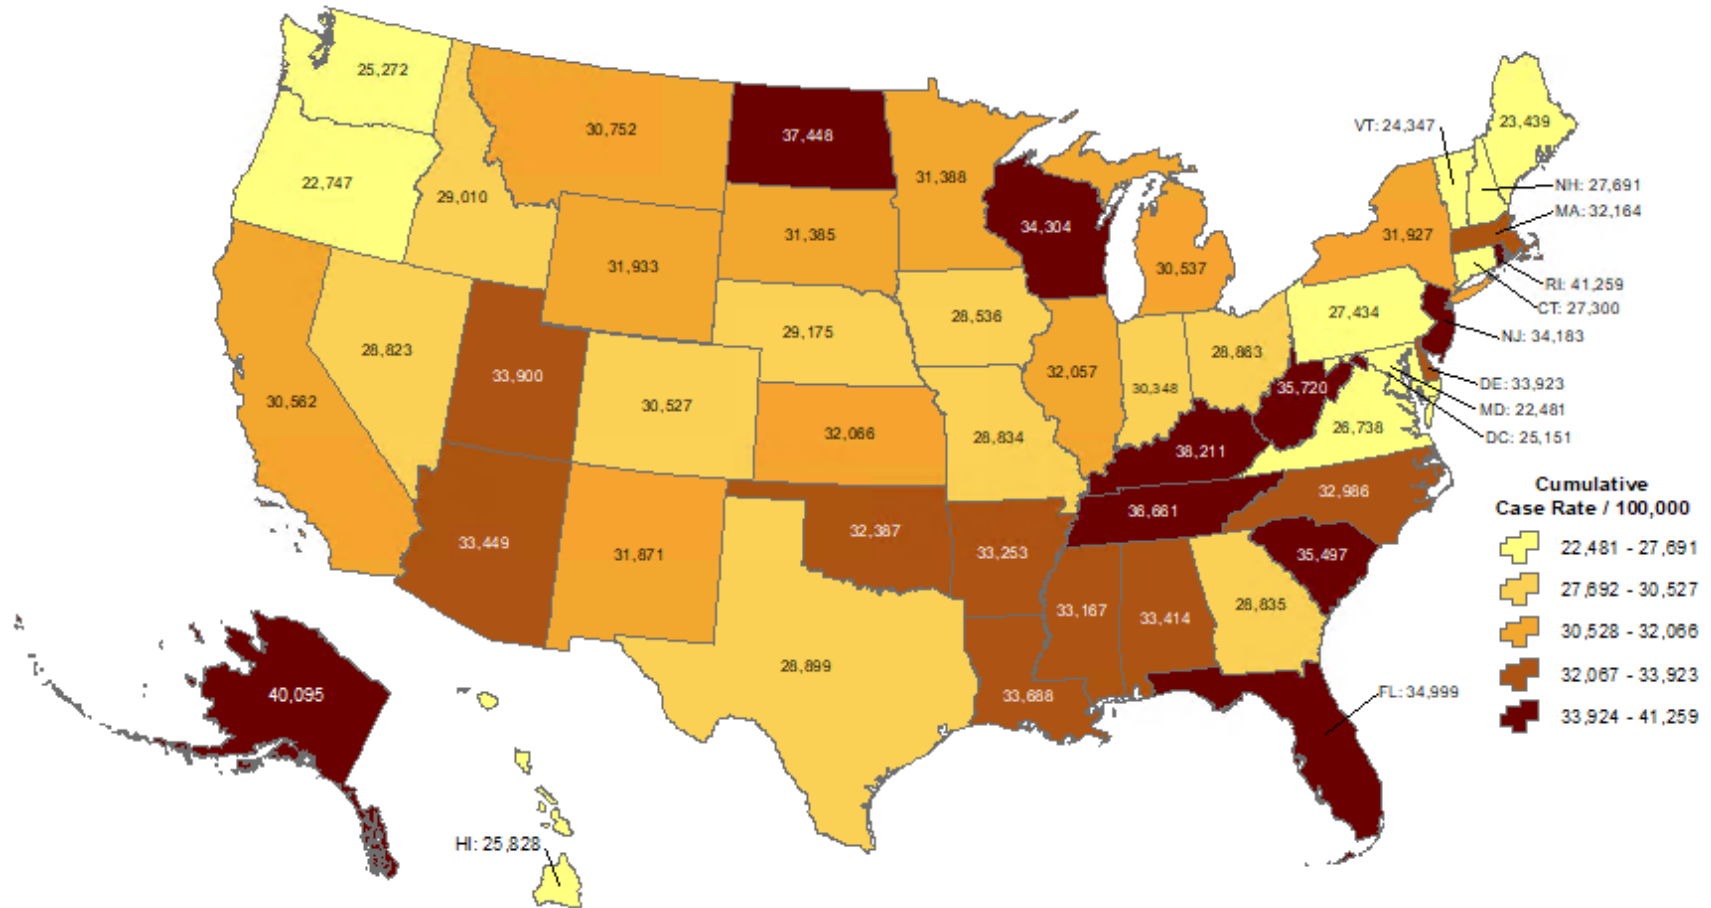 25,272
30,752
37,448
VT: 24,347
23,439
22,747
29,010
31,388
NH: 27,691
MA: 32,164
31,385
34,304
31,927
31,933
30,537
RI: 41,259
CT: 27,300
29,175
28,536
27,434
NJ: 34,183
28,823
33,900
28,863
30,562
30,527
32,057
30,348
35,720
DE: 33,923
MD: 22,481
DC: 25,151
32,066
28,834
38,211
26,738
Cumulative
Case Rate / 100,000
22,481 - 27,691
27,692 - 30,527
30,528 - 32,066
32,067 - 33,923
33,924 - 41,259
32,986
36,661
33,449
31,871
32,387
33,253
35,497
33,167
33,414
28,835
28,899
33,688
FL: 34,999
40,095
HI: 25,828